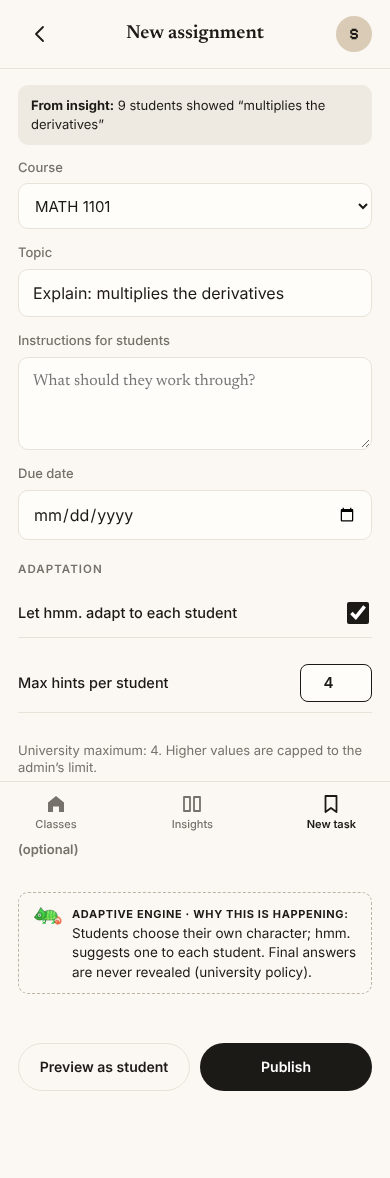 New assignment
S
From insight: 9 students showed “multiplies the
derivatives”
Course
MATH 1101
Topic
Explain: multiplies the derivatives
Instructions for students
What should they work through?
Due date
mm/dd/yyyy
ADAPTATION
Let hmm. adapt to each student
Max hints per student
4
University maximum: 4. Higher values are capped to the
admin’s limit.
Classes
Insights
New task
(optional)
ADAPTIVE ENGINE · WHY THIS IS HAPPENING:
Students choose their own character; hmm.
suggests one to each student. Final answers
are never revealed (university policy).
Preview as student
Publish